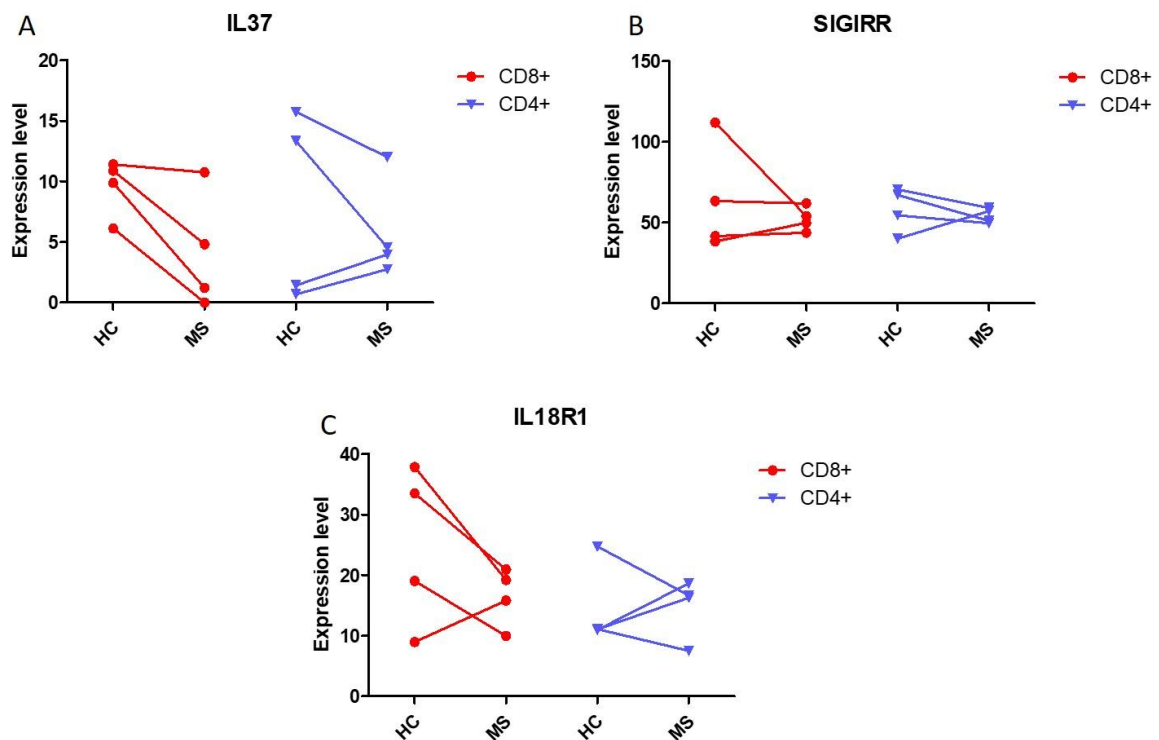 A
IL37
Expression level
20
15
10
5
0
HC
MS
HC
MS
CD8+
CD4+
B
SIGIRR
Expression level
150
100
50
0
HC
MS
HC
MS
CD8+
CD4+
C
IL18R1
Expression level
40
30
20
10
0
HC
MS
HC
MS
CD8+
CD4+